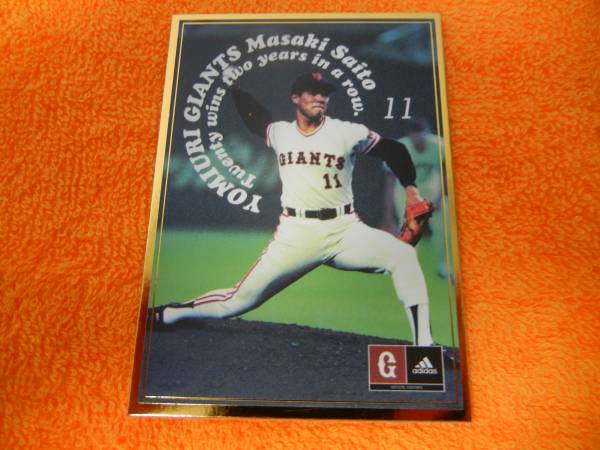 YOMIURI GIANTS Masaki Saito
Twenty wins two years in a row.
11
GIANTS
11
G
adidas